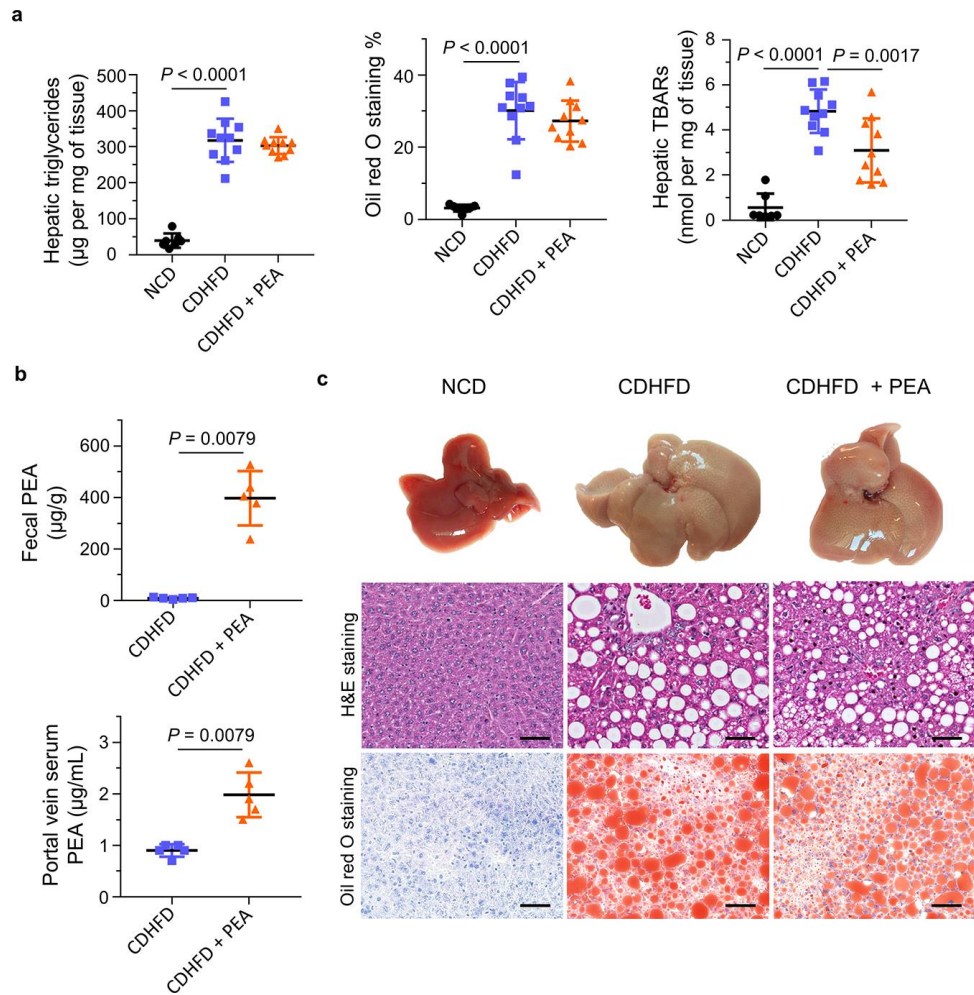 a
Hepatic triglycerides
(µg per mg of tissue)
500
400
300
200
100
0
P < 0.0001
NCD
CDHFD
CDHFD + PEA
Oil red O staining %
40
20
0
P < 0.0001
NCD
CDHFD
CDHFD + PEA
Hepatic TBARs
(nmol per mg of tissue)
8
6
4
2
0
P < 0.0001
P = 0.0017
NCD
CDHFD
CDHFD + PEA
b
Fecal PEA
(µg/g)
600
400
200
0
P = 0.0079
CDHFD
CDHFD + PEA
Portal vein serum
PEA (µg/mL)
3
2
1
0
P = 0.0079
CDHFD
CDHFD + PEA
c
NCD
CDHFD
CDHFD + PEA
H&E staining
Oil red O staining